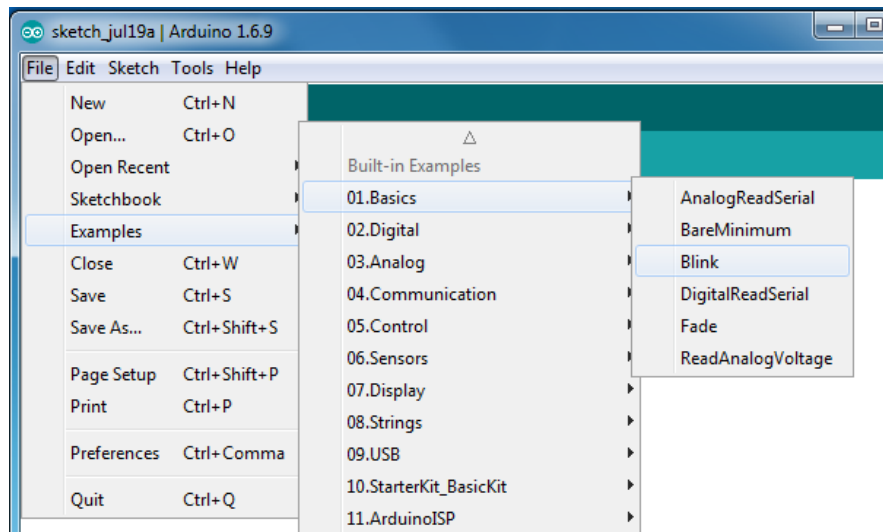 sketch_jul19a | Arduino 1.6.9
File Edit Sketch Tools Help
New Ctrl+N
Open... Ctrl+O
Open Recent
Sketchbook
Examples
Close Ctrl+W
Save Ctrl+S
Save As... Ctrl+Shift+S
Page Setup Ctrl+Shift+P
Print Ctrl+P
Preferences Ctrl+Comma
Quit Ctrl+Q
Built-in Examples
01.Basics
02.Digital
03.Analog
04.Communication
05.Control
06.Sensors
07.Display
08.Strings
09.USB
10.StarterKit_BasicKit
11.ArduinoISP
AnalogReadSerial
BareMinimum
Blink
DigitalReadSerial
Fade
ReadAnalogVoltage